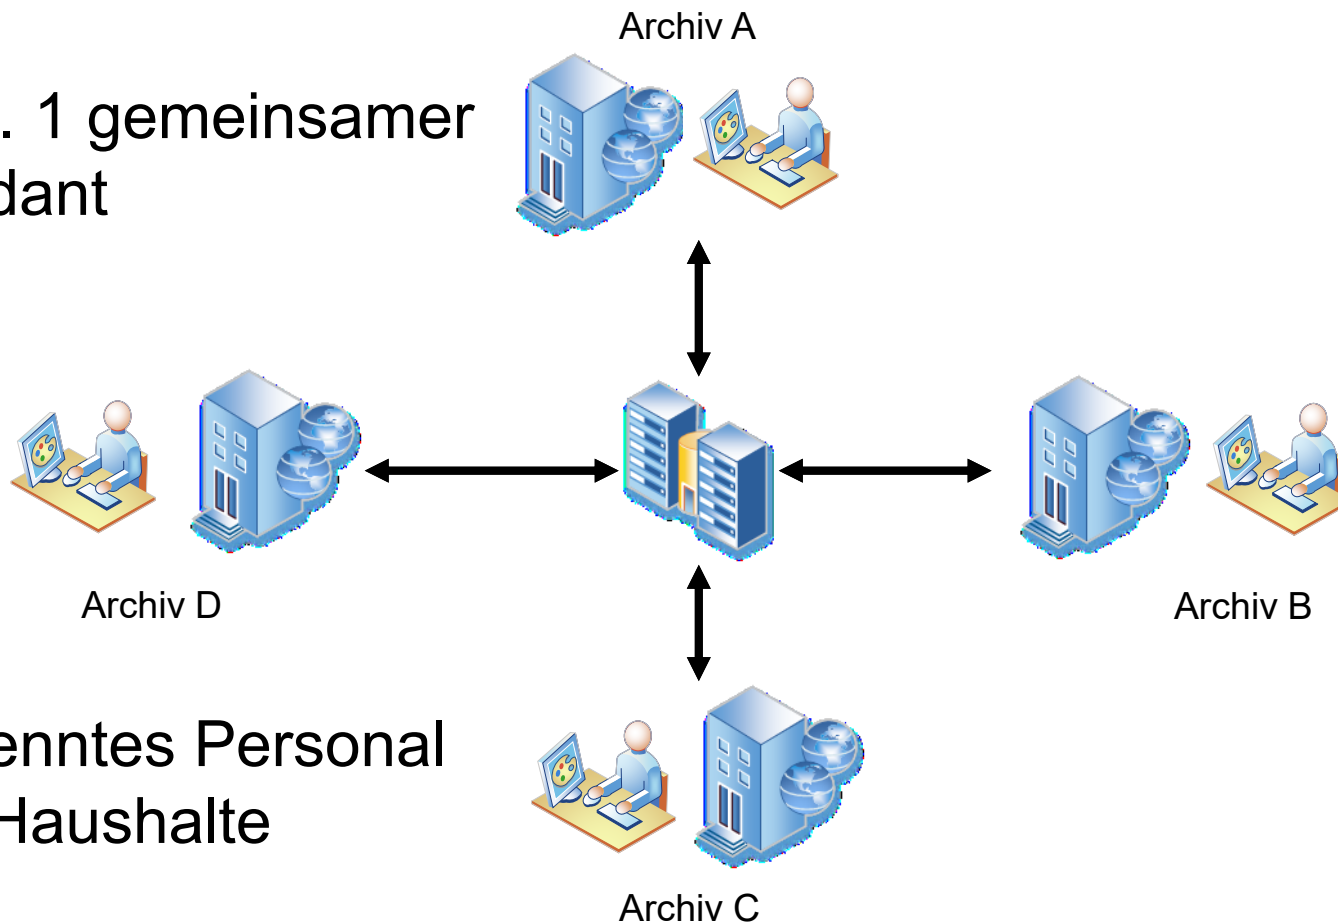 Archiv A
. 1 gemeinsamer
dant
Archiv D
Archiv B
enntes Personal
Haushalte
Archiv C